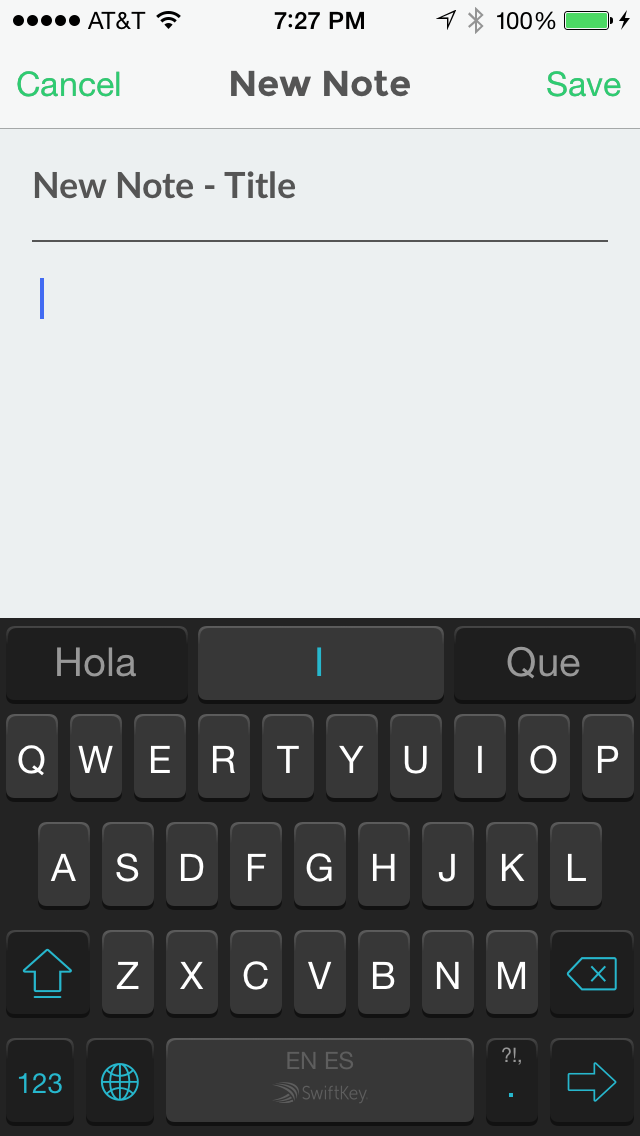 AT&T 7:27 PM 100%
Cancel New Note Save
New Note - Title
Hola I Que
Q W E R T Y U I O P
A S D F G H J K L
Z X C V B N M
123 EN ES ?!,
SwiftKey. .